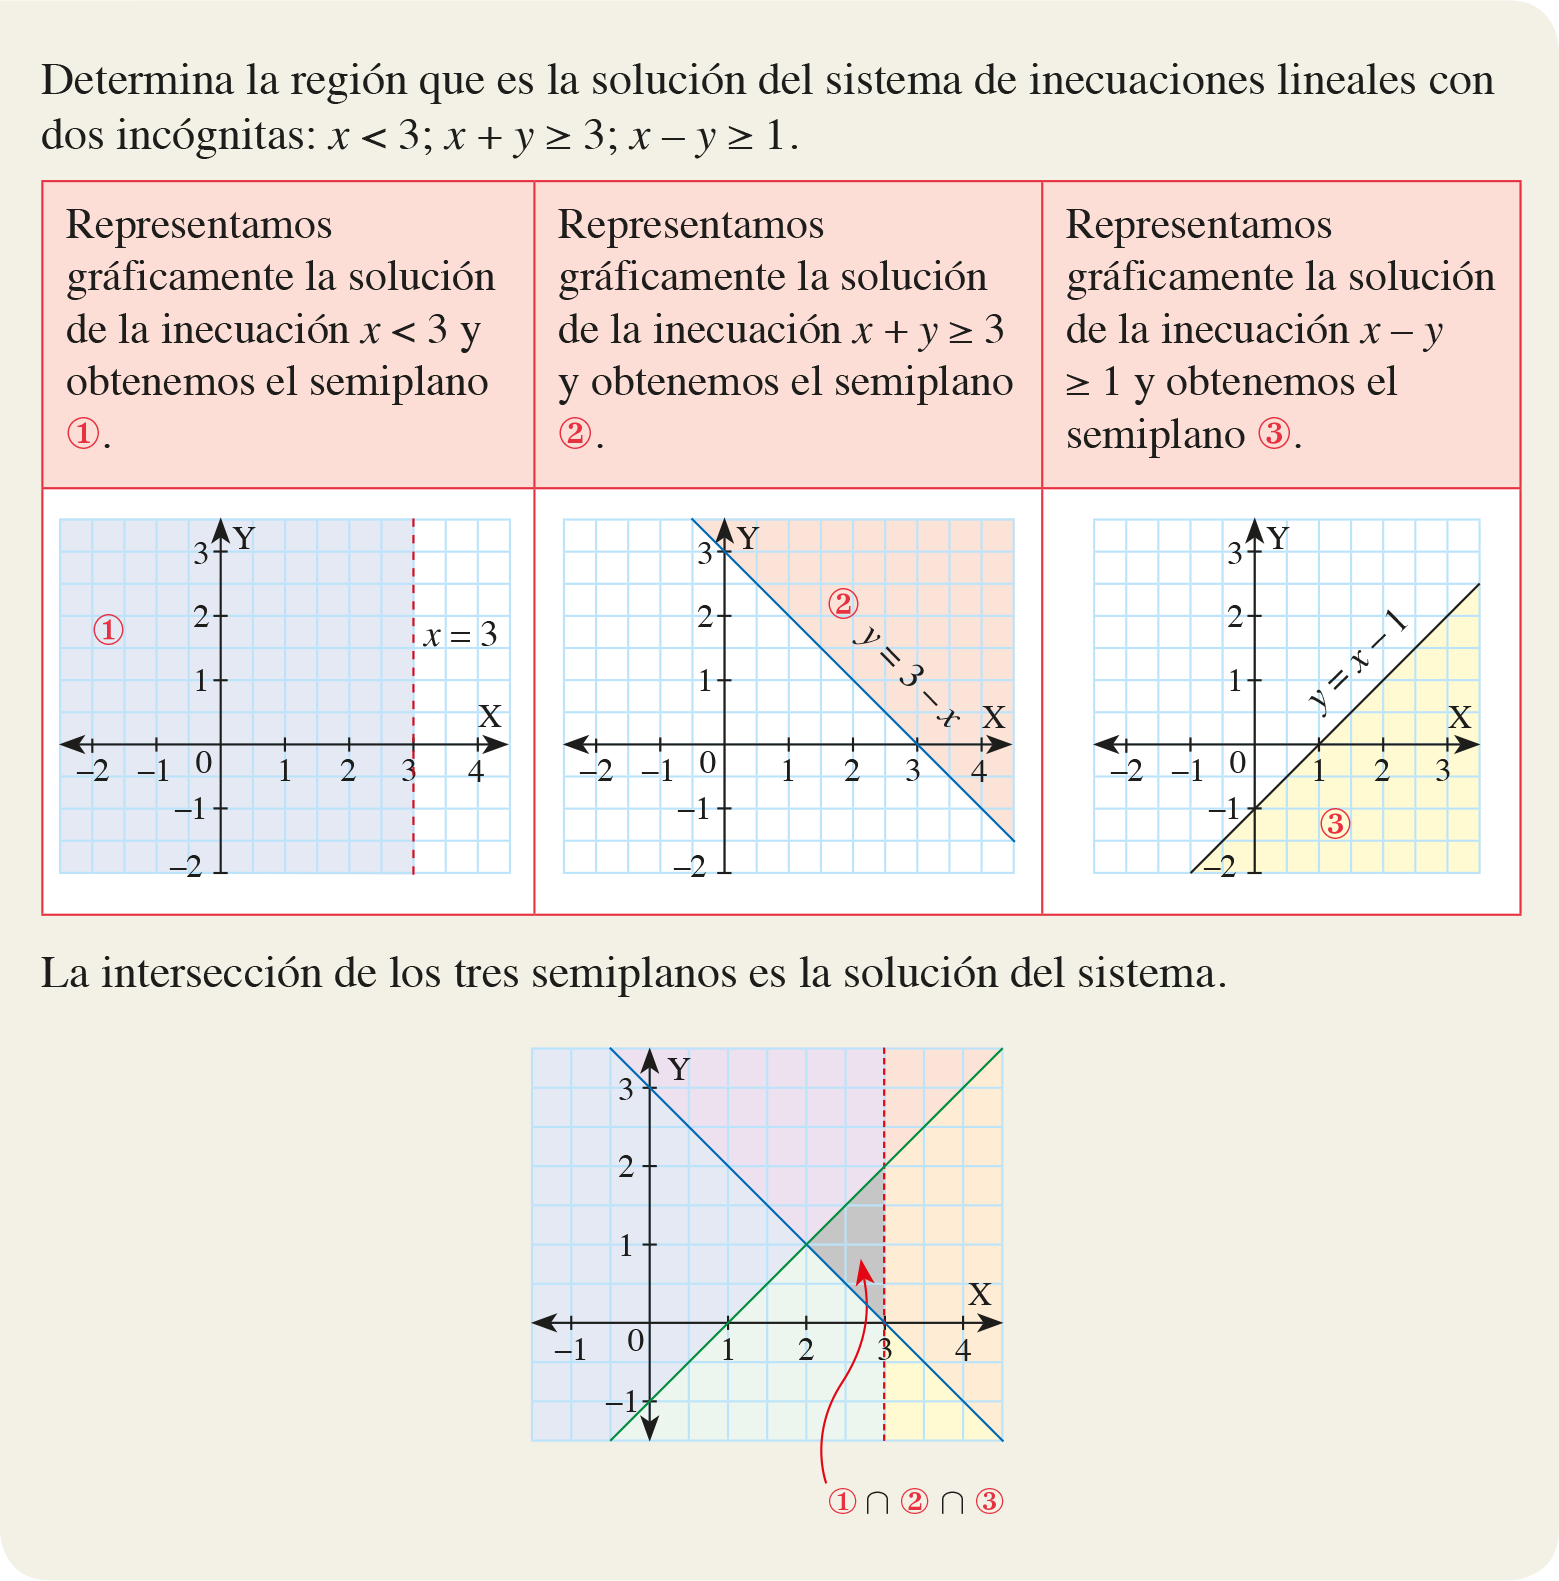 Determina la región que es la solución del sistema de inecuaciones lineales con
dos incógnitas: x < 3; x + y ≥ 3; x – y ≥ 1.
Representamos
gráficamente la solución
de la inecuación x < 3 y
obtenemos el semiplano
①.
Representamos
gráficamente la solución
de la inecuación x + y ≥ 3
y obtenemos el semiplano
②.
Representamos
gráficamente la solución
de la inecuación x – y
≥ 1 y obtenemos el
semiplano ③.
Y
3
2
1
①
x = 3
X
–2 –1 0 1 2 3 4
–1
–2
Y
3
2
1
②
y = 3 – x
X
–2 –1 0 1 2 3 4
–1
–2
Y
3
2
1
y = x – 1
X
–2 –1 0 1 2 3
–1
③
–2
La intersección de los tres semiplanos es la solución del sistema.
Y
3
2
1
X
–1 0 1 2 3 4
–1
① ∩ ② ∩ ③